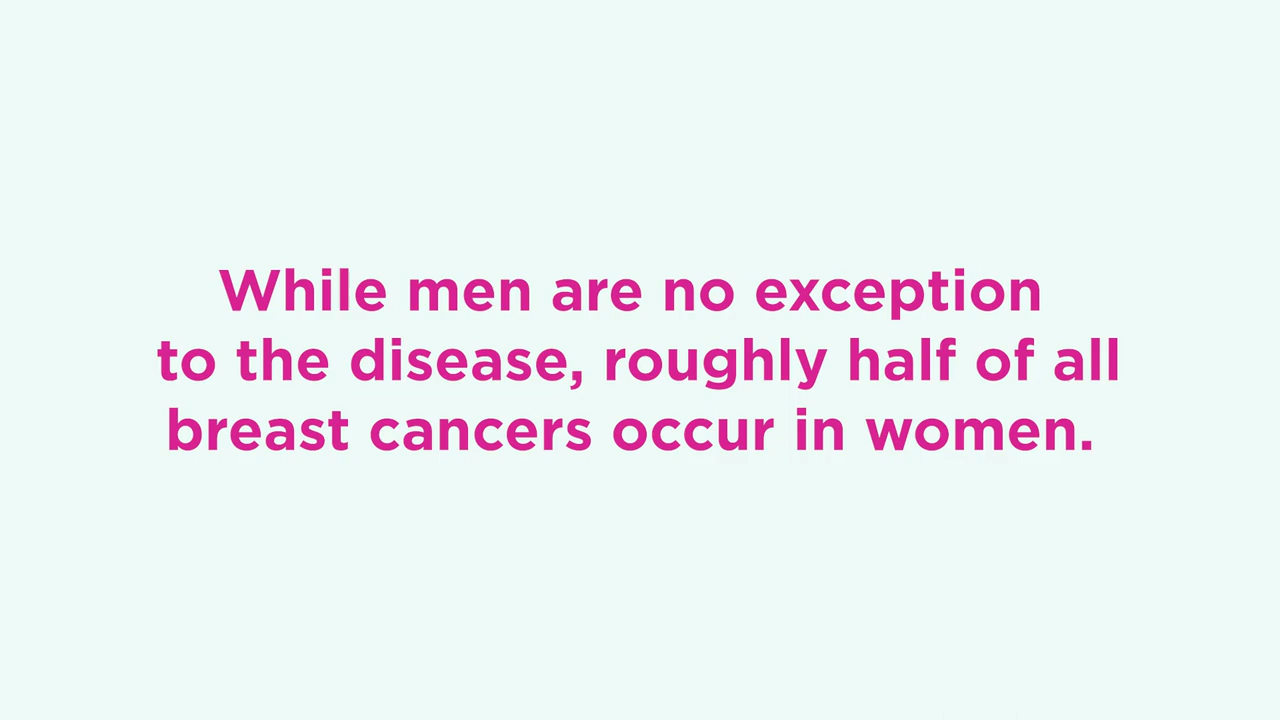 While men are no exception
to the disease, roughly half of all
breast cancers occur in women.